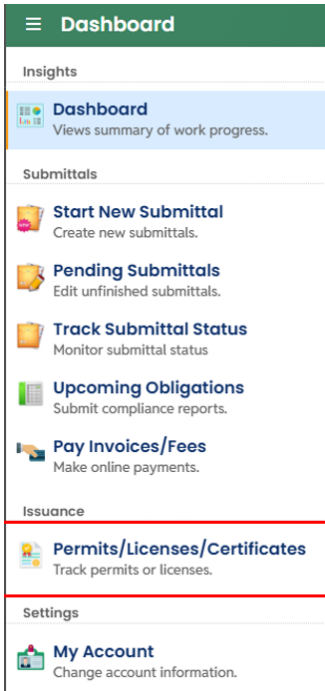 Dashboard
Insights
Dashboard
Views summary of work progress.
Submittals
Start New Submittal
Create new submittals.
Pending Submittals
Edit unfinished submittals.
Track Submittal Status
Monitor submittal status
Upcoming Obligations
Submit compliance reports.
Pay Invoices/Fees
Make online payments.
Issuance
Permits/Licenses/Certificates
Track permits or licenses.
Settings
My Account
Change account information.